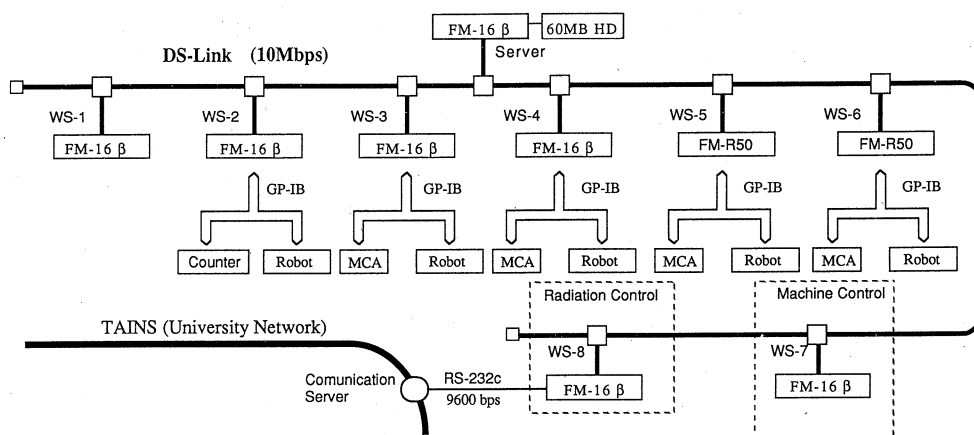 FM-16 β
60MB HD
Server
DS-Link (10Mbps)
WS-1
WS-2
WS-3
WS-4
WS-5
WS-6
FM-16 β
FM-16 β
FM-16 β
FM-16 β
FM-R50
FM-R50
GP-IB
GP-IB
GP-IB
GP-IB
GP-IB
Counter
Robot
MCA
Robot
MCA
Robot
MCA
Robot
MCA
Robot
Radiation Control
Machine Control
TAINS (University Network)
WS-8
WS-7
Comunication
Server
RS-232c
9600 bps
FM-16 β
FM-16 β